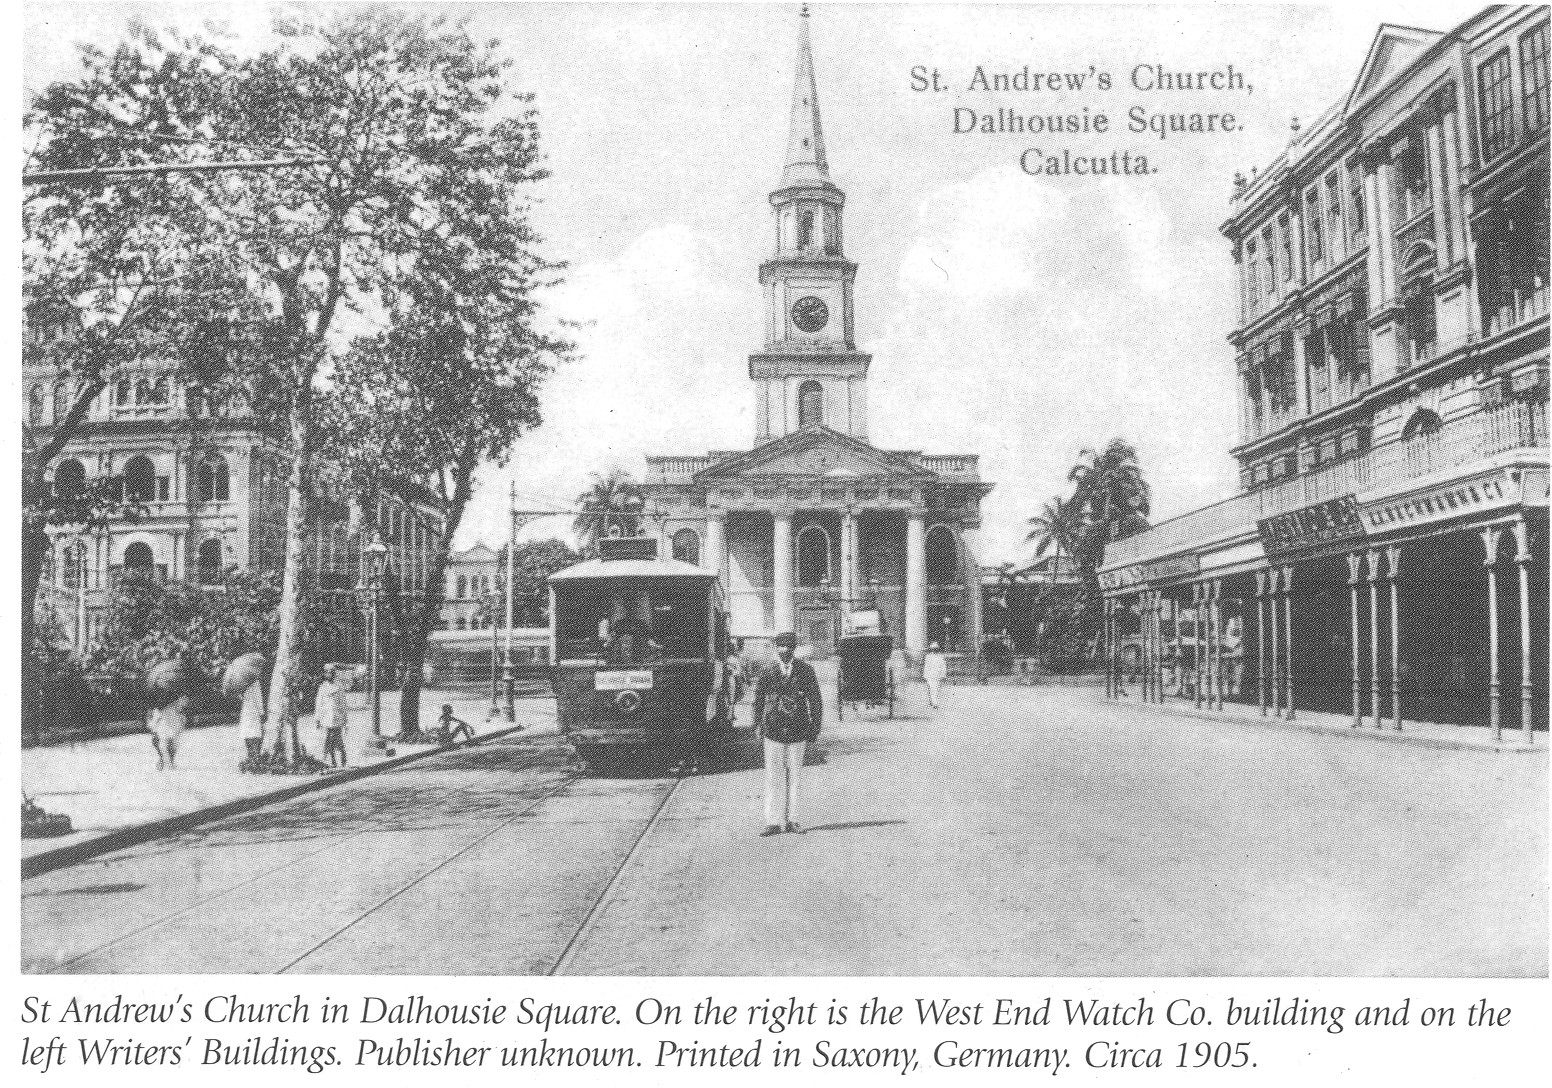 St. Andrew's Church,
Dalhousie Square.
Calcutta.
St Andrew's Church in Dalhousie Square. On the right is the West End Watch Co. building and on the
left Writers' Buildings. Publisher unknown. Printed in Saxony, Germany. Circa 1905.